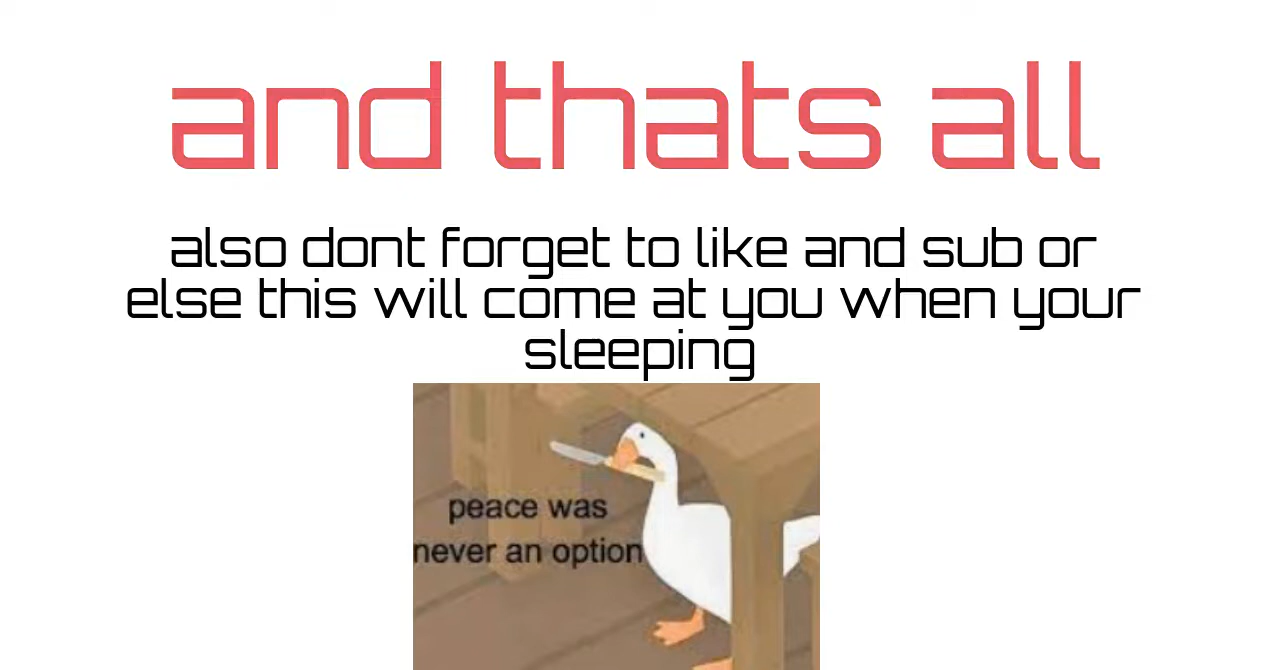 and thats all
also dont forget to like and sub or
else this will come at you when your
sleeping
peace was
never an option